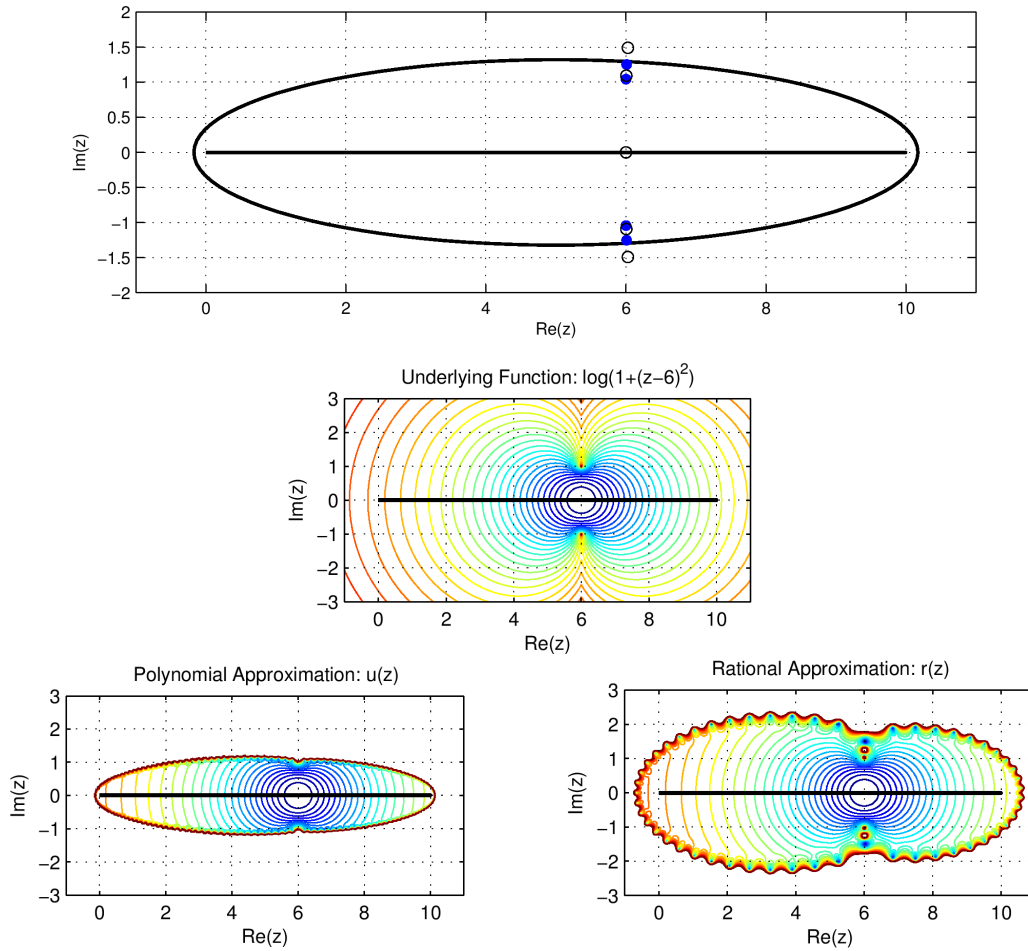 2
1.5
1
0.5
0
−0.5
−1
−1.5
−2
Im(z)
0 2 4 6 8 10
Re(z)
Underlying Function: log(1+(z−6)²)
3
2
1
0
−1
−2
−3
Im(z)
0 2 4 6 8 10
Re(z)
Polynomial Approximation: u(z)
3
2
1
0
−1
−2
−3
Im(z)
0 2 4 6 8 10
Re(z)
Rational Approximation: r(z)
3
2
1
0
−1
−2
−3
Im(z)
0 2 4 6 8 10
Re(z)